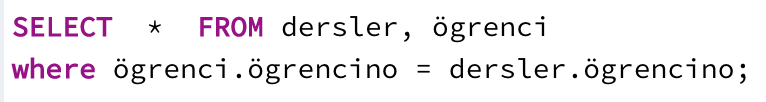 SELECT * FROM dersler, ögrenci
where ögrenci.ögrencino = dersler.ögrencino;